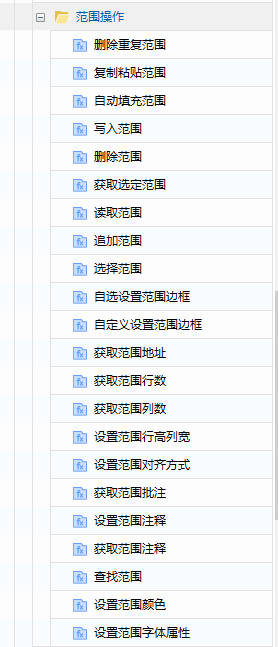 范围操作
删除重复范围
复制粘贴范围
自动填充范围
写入范围
删除范围
获取选定范围
读取范围
追加范围
选择范围
自选设置范围边框
自定义设置范围边框
获取范围地址
获取范围行数
获取范围列数
设置范围行高列宽
设置范围对齐方式
获取范围批注
设置范围注释
获取范围注释
查找范围
设置范围颜色
设置范围字体属性